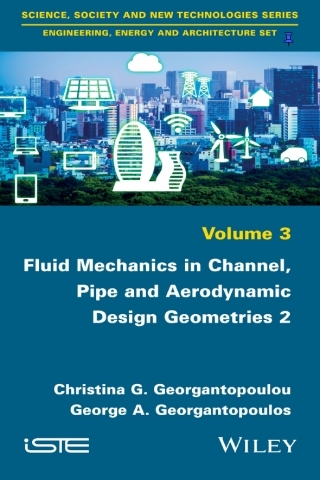 SCIENCE, SOCIETY AND NEW TECHNOLOGIES SERIES
ENGINEERING, ENERGY AND ARCHITECTURE SET
Volume 3
Fluid Mechanics in Channel,
Pipe and Aerodynamic
Design Geometries 2
Christina G. Georgantopoulou
George A. Georgantopoulos
iSTE
WILEY